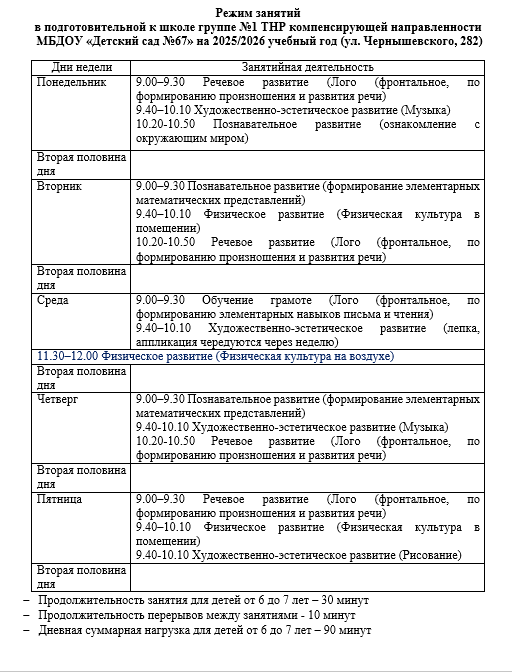 Режим занятий
в подготовительной к школе группе №1 ТНР компенсирующей направленности
МБДОУ «Детский сад №67» на 2025/2026 учебный год (ул. Чернышевского, 282)
Дни недели Занятийная деятельность
Понедельник 9.00–9.30 Речевое развитие (Лого (фронтальное, по
формированию произношения и развития речи)
9.40–10.10 Художественно-эстетическое развитие (Музыка)
10.20-10.50 Познавательное развитие (ознакомление с
окружающим миром)
Вторая половина
дня
Вторник 9.00–9.30 Познавательное развитие (формирование элементарных
математических представлений)
9.40–10.10 Физическое развитие (Физическая культура в
помещении)
10.20-10.50 Речевое развитие (Лого (фронтальное, по
формированию произношения и развития речи)
Вторая половина
дня
Среда 9.00–9.30 Обучение грамоте (Лого (фронтальное, по
формированию элементарных навыков письма и чтения)
9.40–10.10 Художественно-эстетическое развитие (лепка,
аппликация чередуются через неделю)
11.30–12.00 Физическое развитие (Физическая культура на воздухе)
Вторая половина
дня
Четверг 9.00–9.30 Познавательное развитие (формирование элементарных
математических представлений)
9.40-10.10 Художественно-эстетическое развитие (Музыка)
10.20-10.50 Речевое развитие (Лого (фронтальное, по
формированию произношения и развития речи)
Вторая половина
дня
Пятница 9.00–9.30 Речевое развитие (Лого (фронтальное, по
формированию произношения и развития речи)
9.40–10.10 Физическое развитие (Физическая культура в
помещении)
9.40-10.10 Художественно-эстетическое развитие (Рисование)
Вторая половина
дня
– Продолжительность занятия для детей от 6 до 7 лет – 30 минут
– Продолжительность перерывов между занятиями - 10 минут
– Дневная суммарная нагрузка для детей от 6 до 7 лет – 90 минут